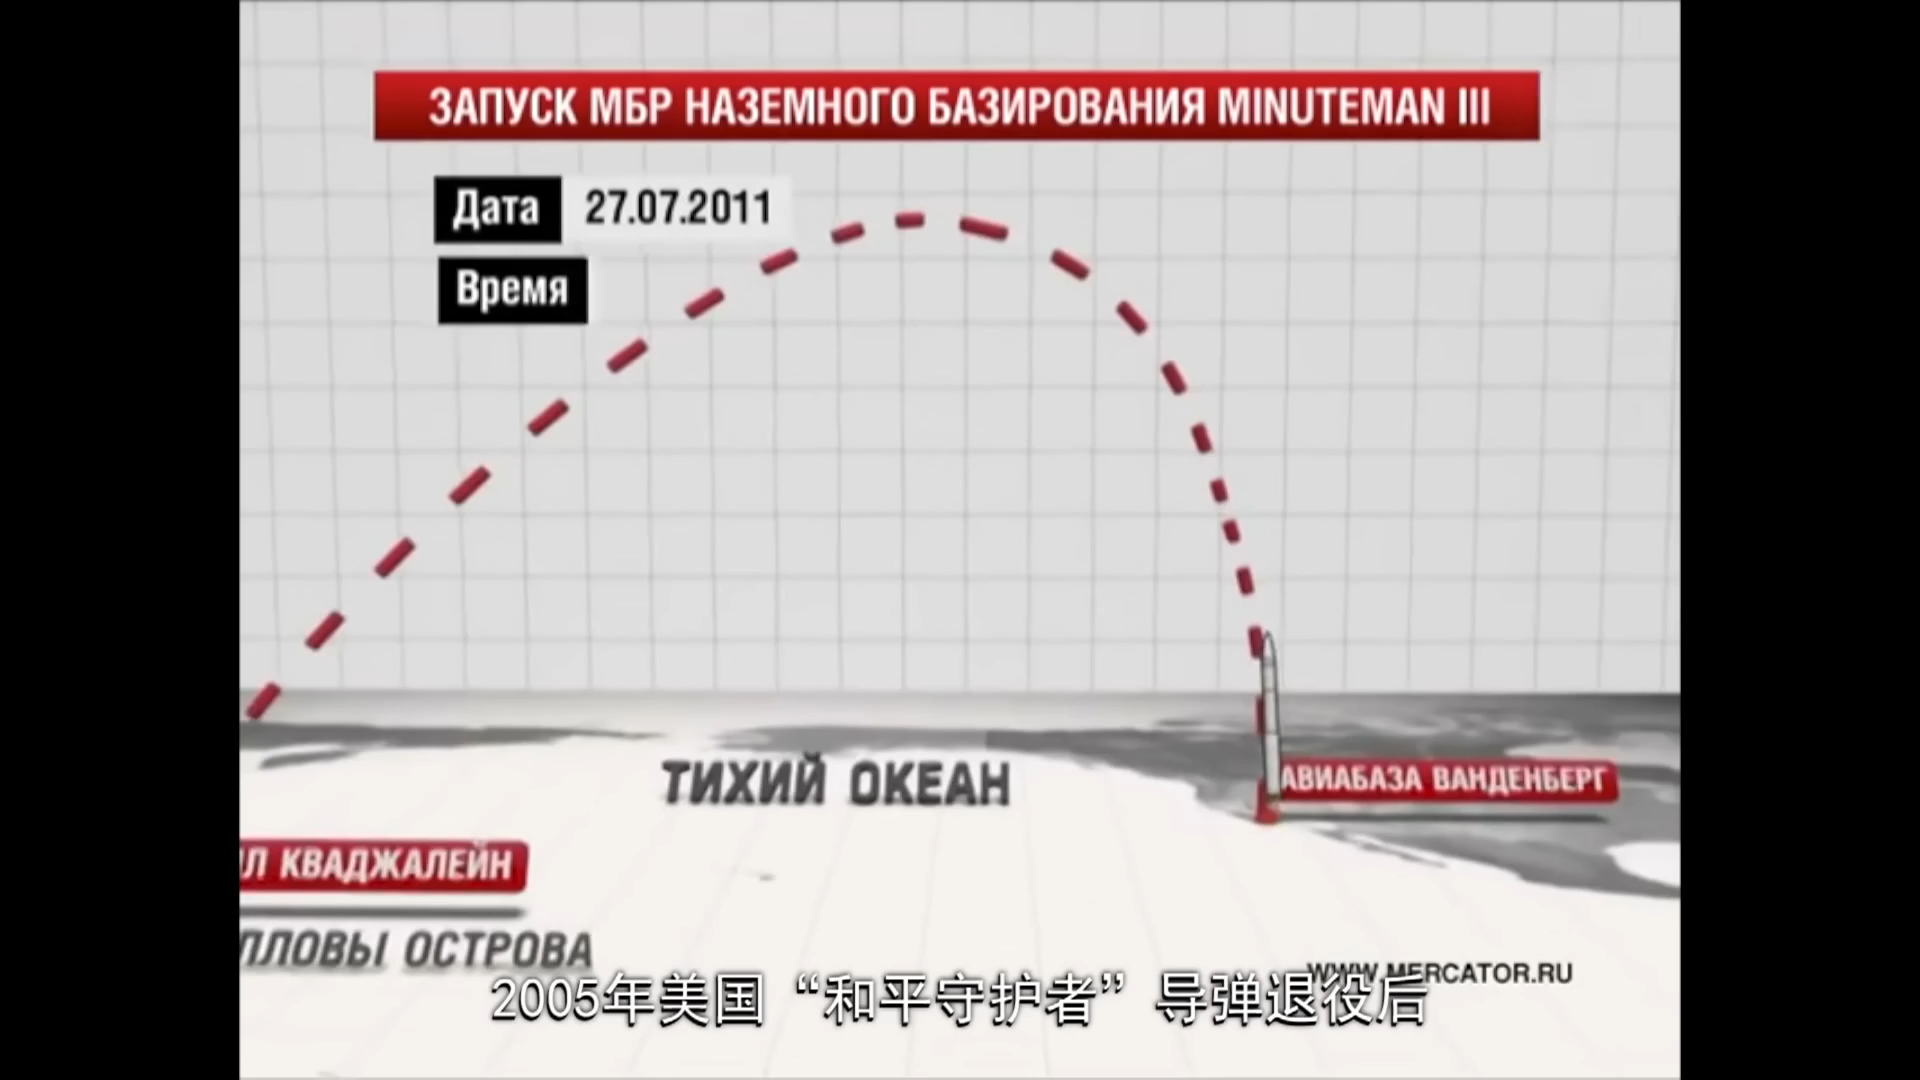 ЗАПУСК МБР НАЗЕМНОГО БАЗИРОВАНИЯ MINUTEMAN III
Дата 27.07.2011
Время
ТИХИЙ ОКЕАН
АВИАБАЗА ВАНДЕНБЕРГ
Л КВАДЖАЛЕЙН
ЛЛОВЫ ОСТРОВА
WWW.MERCATOR.RU
2005年美国“和平守护者”导弹退役后